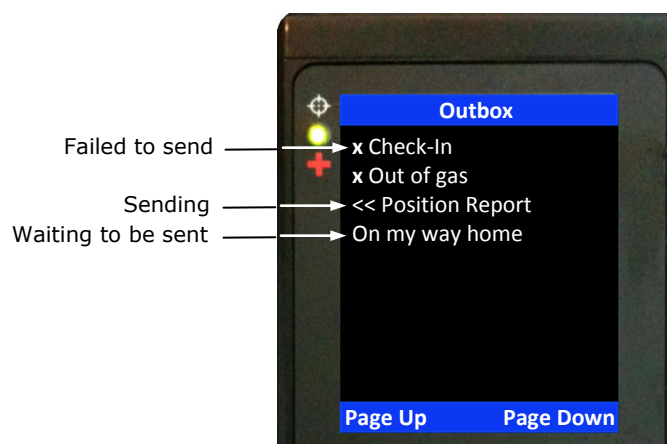 Outbox
Failed to send
x Check-In
x Out of gas
Sending
<< Position Report
Waiting to be sent
On my way home
Page Up Page Down